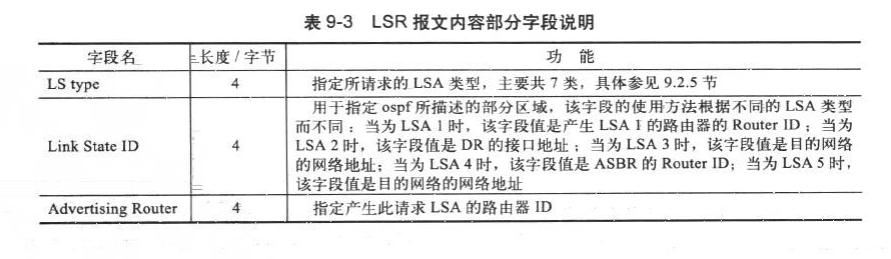 表 9-3 LSR 报文内容部分字段说明
字段名 长度 / 字节 功 能
LS type 4 指定所请求的 LSA 类型，主要共 7 类，具体参见 9.2.5 节
用于指定 ospf 所描述的部分区域，该字段的使用方法根据不同的 LSA 类型
而不同：当为 LSA 1 时，该字段值是产生 LSA 1 的路由器的 Router ID；当为
Link State ID 4 LSA 2 时，该字段值是 DR 的接口地址；当为 LSA 3 时，该字段值是目的网络
的网络地址；当为 LSA 4 时，该字段值是 ASBR 的 Router ID；当为 LSA 5 时，
该字段值是目的网络的网络地址
Advertising Router 4 指定产生此请求 LSA 的路由器 ID